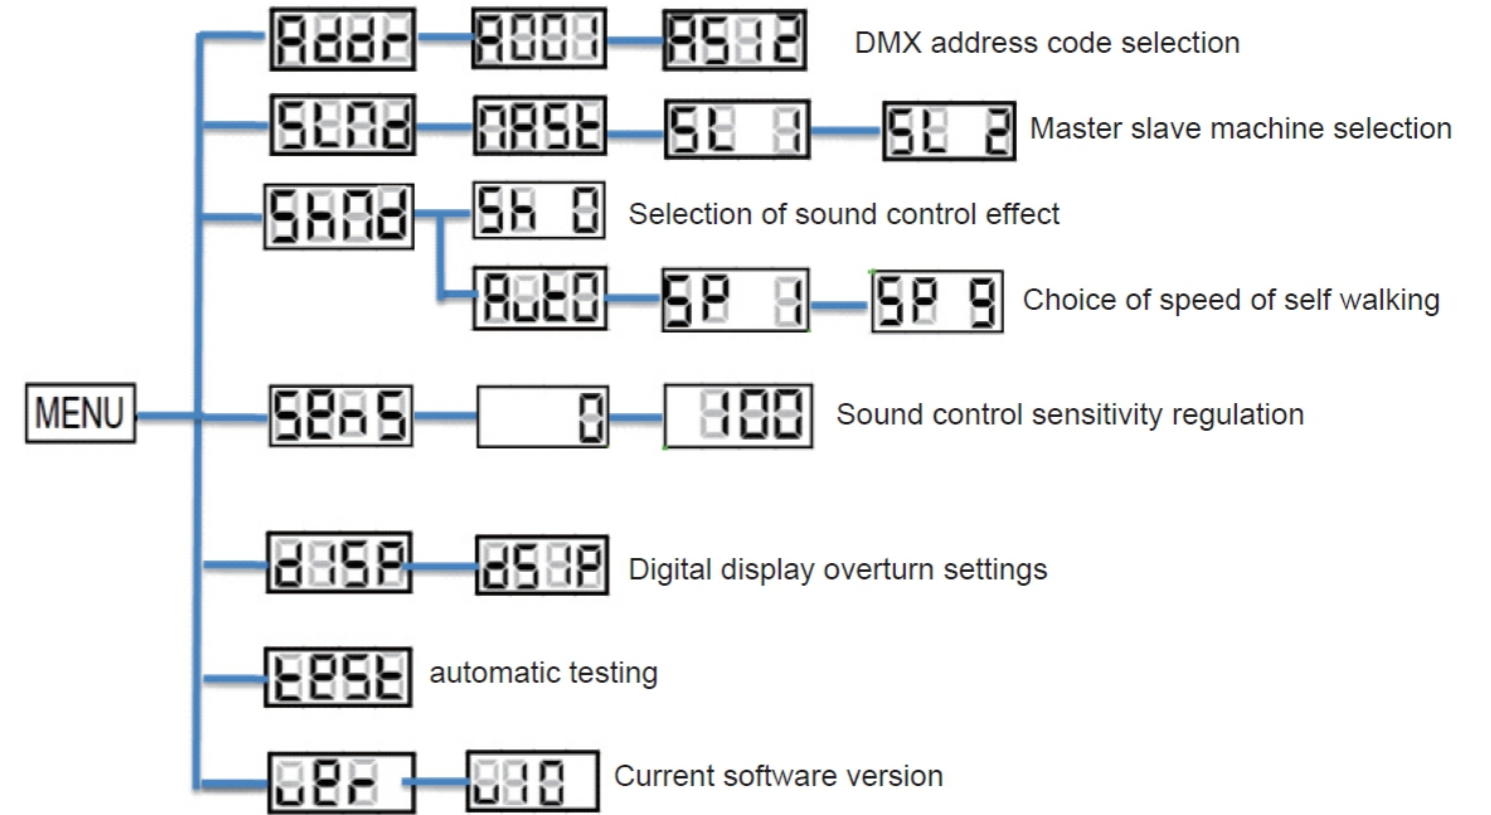 Addr A001 A512 DMX address code selection
SLNd MASt SL 1 SL 2 Master slave machine selection
ShNd Sh 0 Selection of sound control effect
Auto SP 1 SP 9 Choice of speed of self walking
MENU SenS 0 100 Sound control sensitivity regulation
dISP dSIP Digital display overturn settings
test automatic testing
uer u10 Current software version